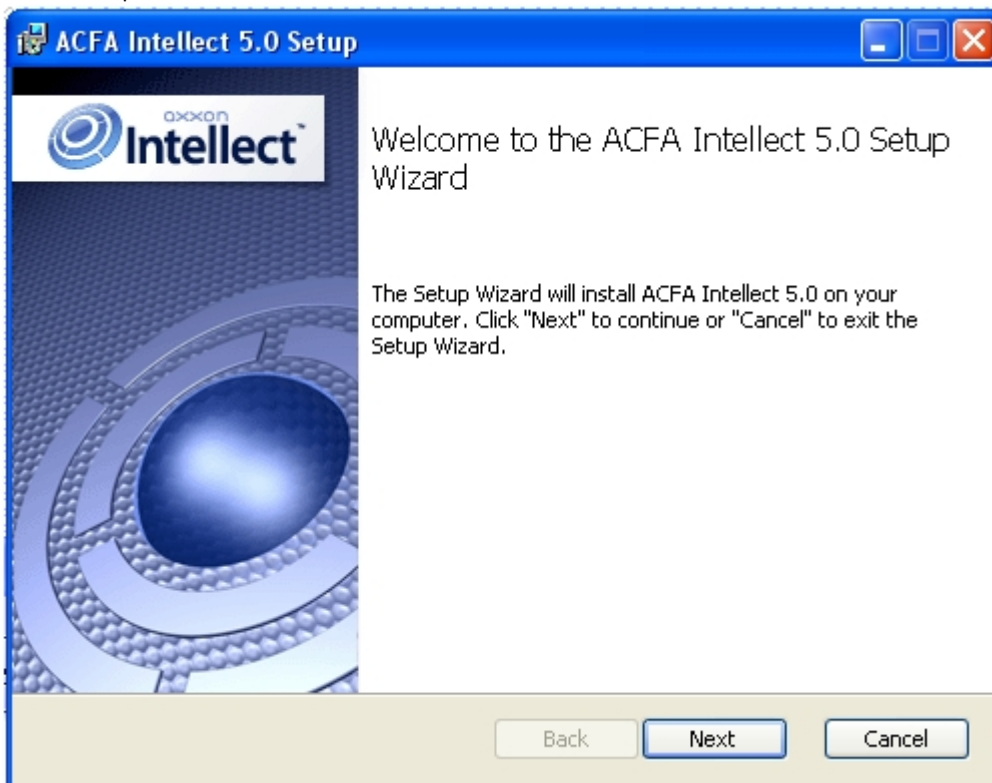 ACFA Intellect 5.0 Setup
axxon
Intellect™
Welcome to the ACFA Intellect 5.0 Setup
Wizard
The Setup Wizard will install ACFA Intellect 5.0 on your
computer. Click "Next" to continue or "Cancel" to exit the
Setup Wizard.
Back
Next
Cancel